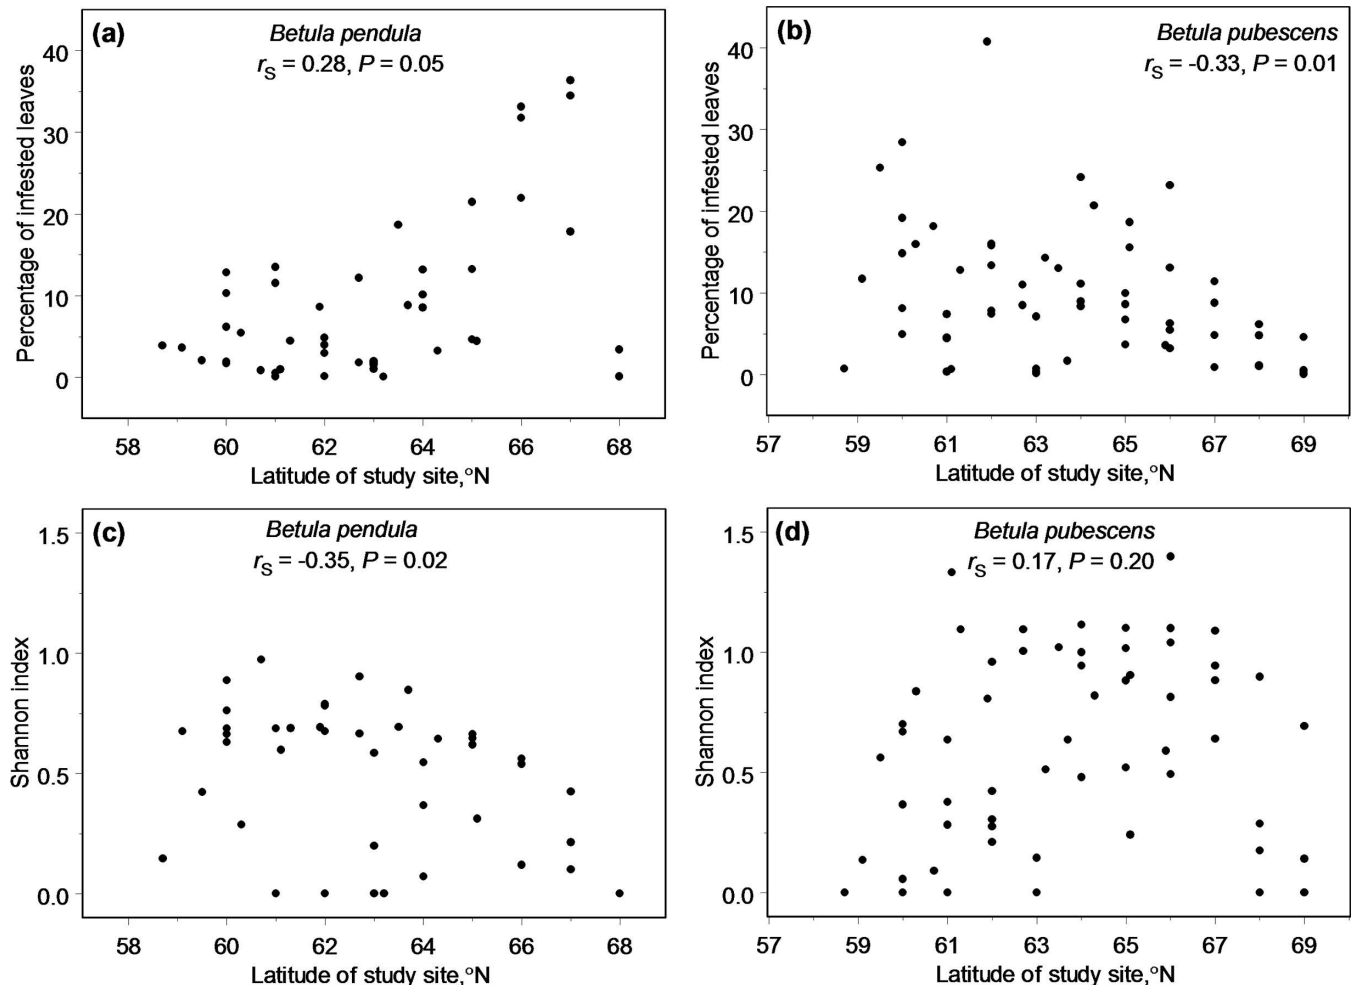 (a)
Betula pendula
rS = 0.28, P = 0.05
40
30
20
10
0
Percentage of infested leaves
58 60 62 64 66 68
Latitude of study site,°N
(b)
Betula pubescens
rS = -0.33, P = 0.01
40
30
20
10
0
Percentage of infested leaves
57 59 61 63 65 67 69
Latitude of study site,°N
(c)
Betula pendula
rS = -0.35, P = 0.02
1.5
1.0
0.5
0.0
Shannon index
58 60 62 64 66 68
Latitude of study site,°N
(d)
Betula pubescens
rS = 0.17, P = 0.20
1.5
1.0
0.5
0.0
Shannon index
57 59 61 63 65 67 69
Latitude of study site,°N